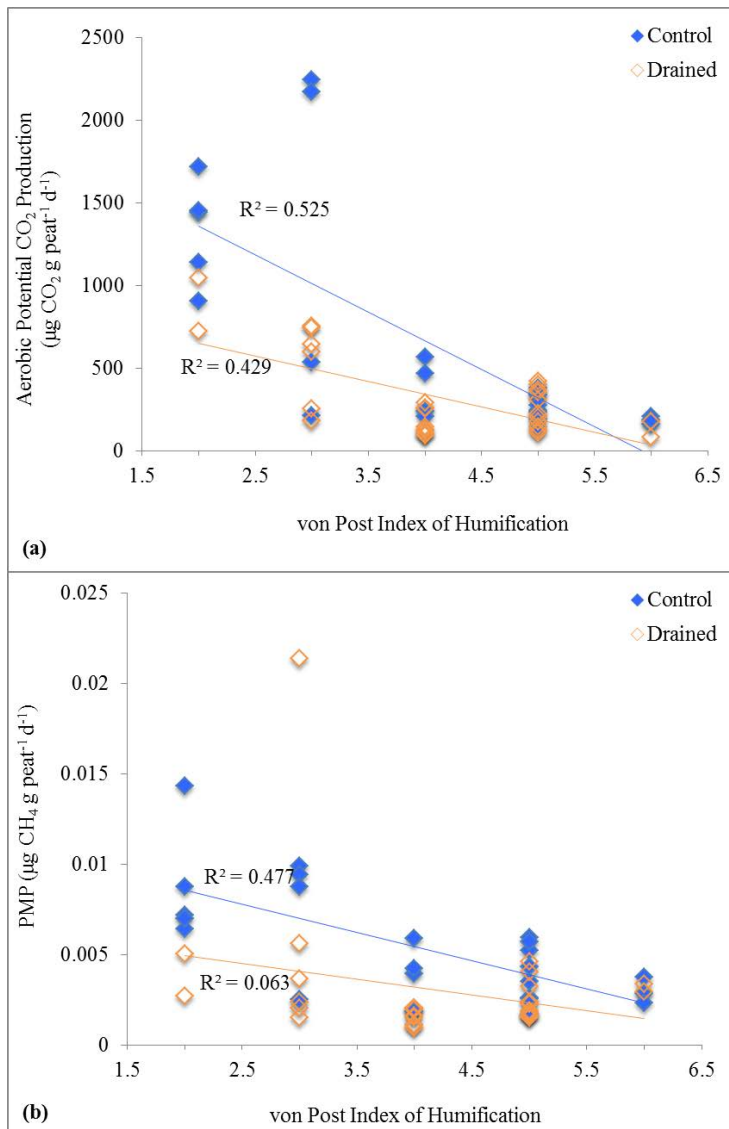 2500
2000
1500
1000
500
0
Aerobic Potential CO₂ Production
(µg CO₂ g peat⁻¹ d⁻¹)
Control
Drained
R² = 0.525
R² = 0.429
1.5 2.5 3.5 4.5 5.5 6.5
von Post Index of Humification
(a)
0.025
0.02
0.015
0.01
0.005
0
PMP (µg CH₄ g peat⁻¹ d⁻¹)
Control
Drained
R² = 0.477
R² = 0.063
1.5 2.5 3.5 4.5 5.5 6.5
von Post Index of Humification
(b)